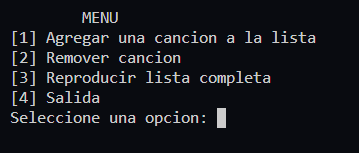 MENU
[1] Agregar una cancion a la lista
[2] Remover cancion
[3] Reproducir lista completa
[4] Salida
Seleccione una opcion: